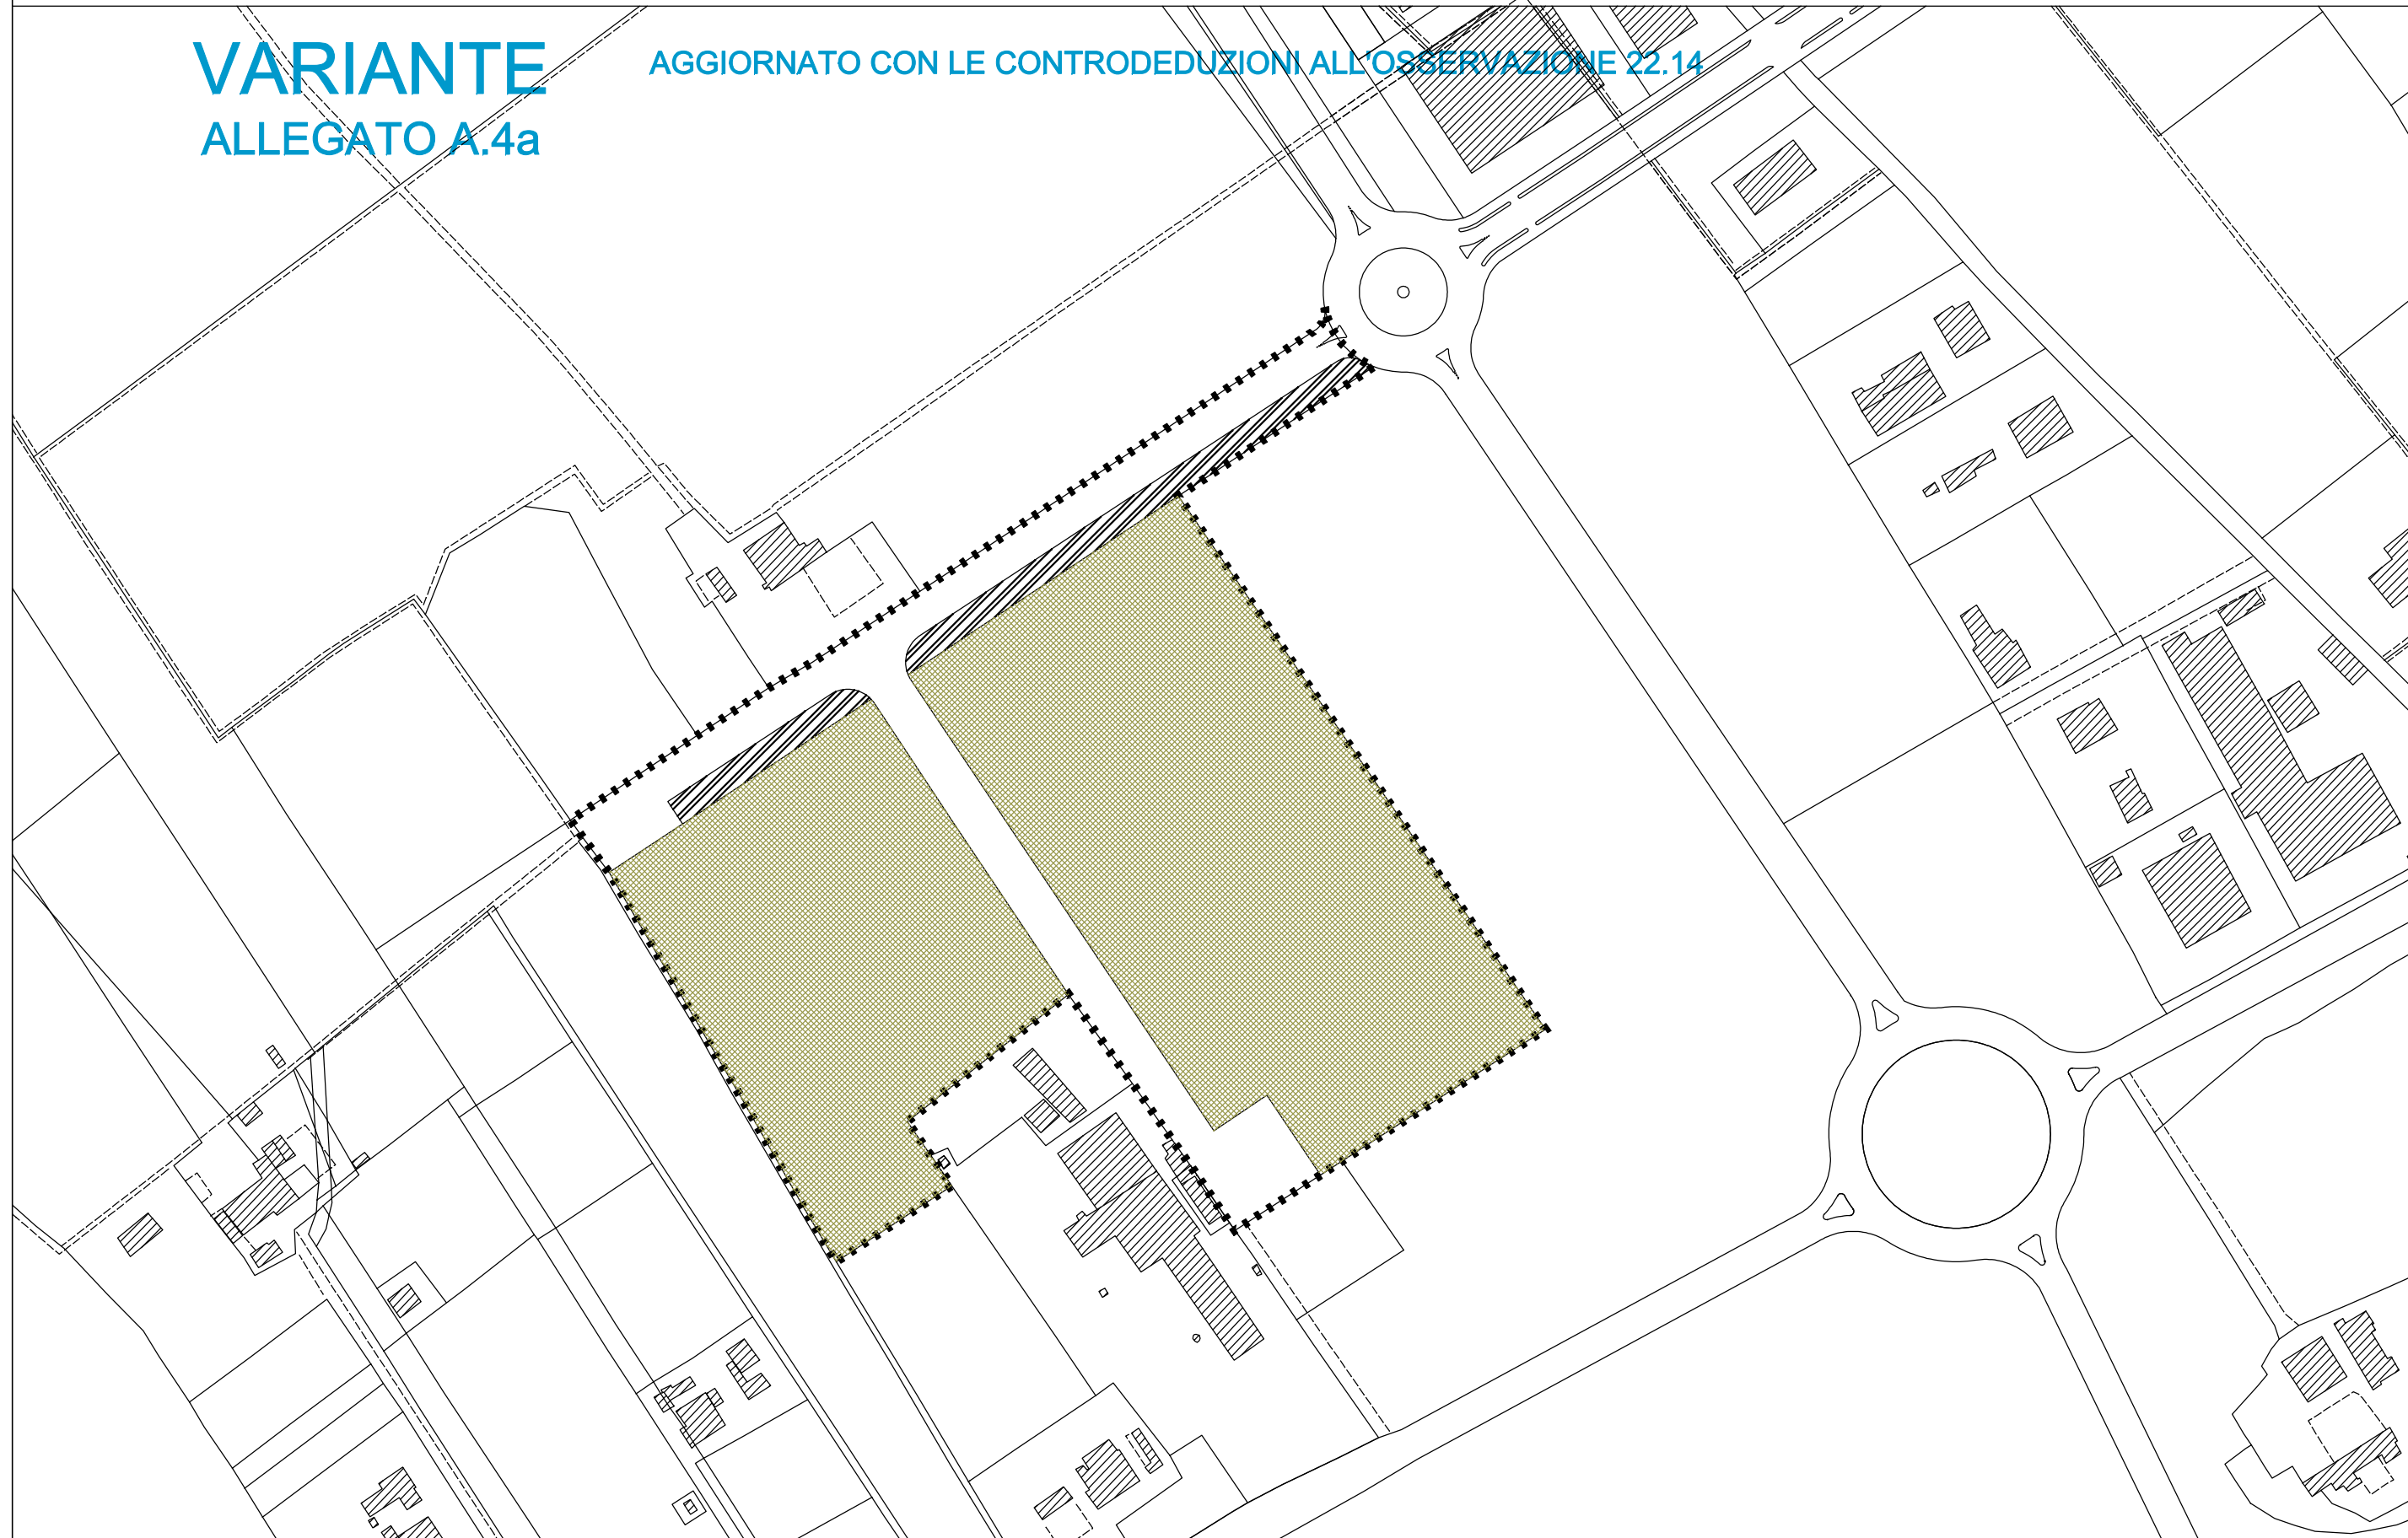 VARIANTE
AGGIORNATO CON LE CONTRODEDUZIONI ALL'OSSERVAZIONE 22.14
ALLEGATO A.4a